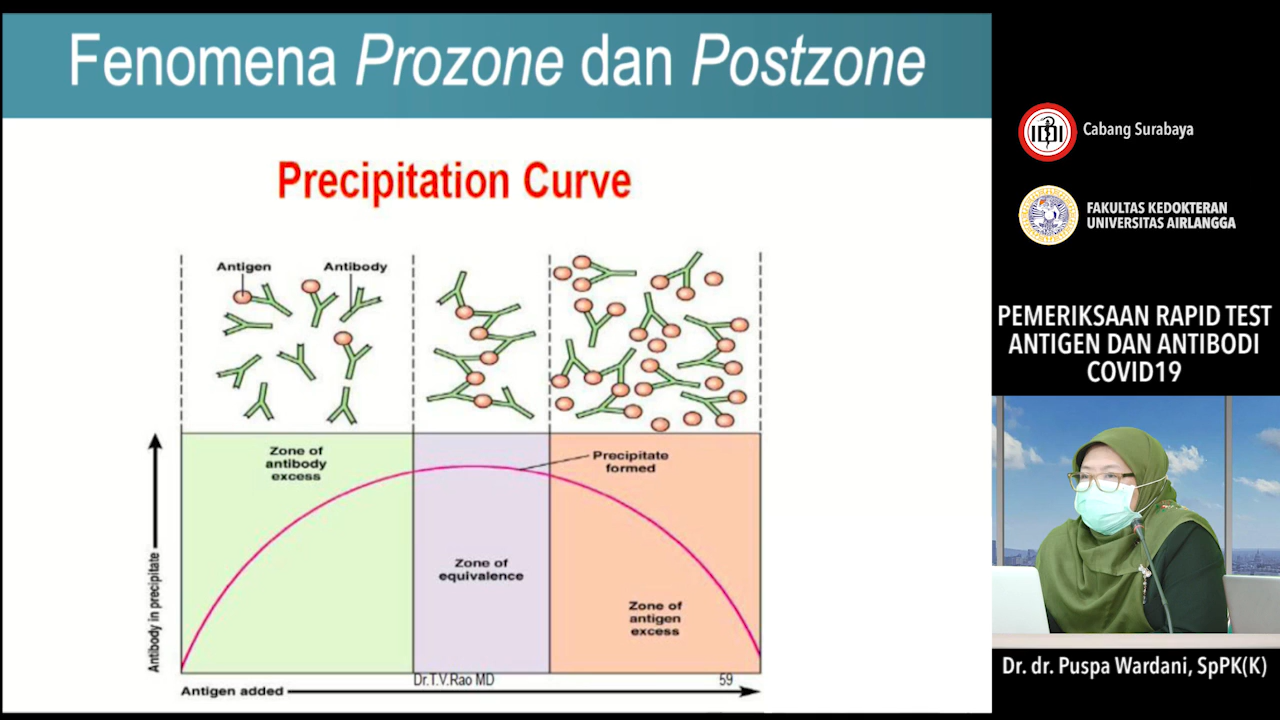 Fenomena Prozone dan Postzone
Precipitation Curve
Antigen
Antibody
Zone of
antibody
excess
Precipitate
formed
Zone of
equivalence
Zone of
antigen
excess
Antibody in precipitate
Dr.T.V.Rao MD
59
Antigen added
IDI
Cabang Surabaya
FAKULTAS KEDOKTERAN
UNIVERSITAS AIRLANGGA
PEMERIKSAAN RAPID TEST
ANTIGEN DAN ANTIBODI
COVID19
Dr. dr. Puspa Wardani, SpPK(K)